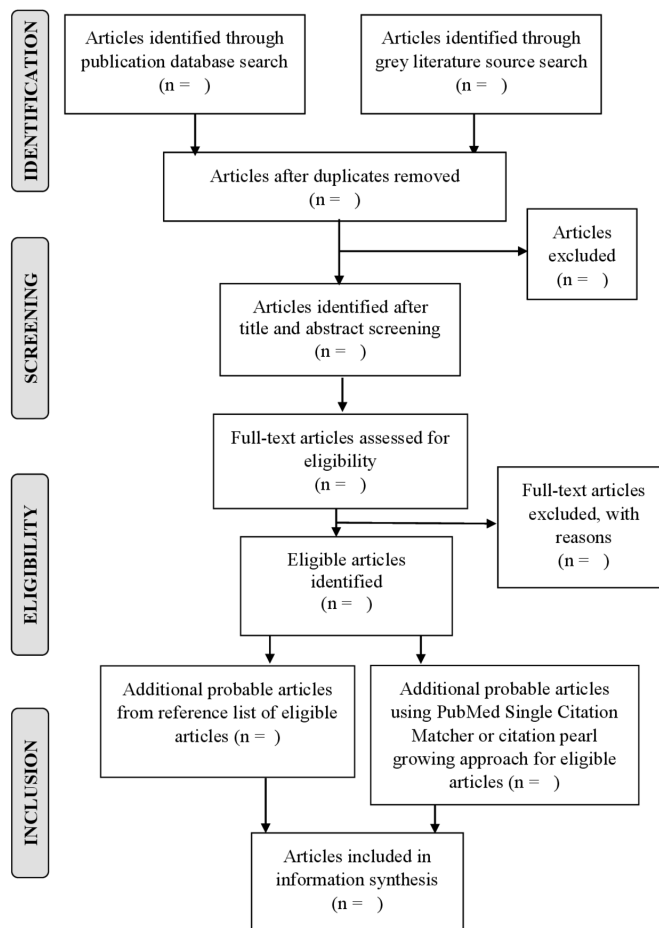 IDENTIFICATION
Articles identified through
publication database search
(n =   )
Articles identified through
grey literature source search
(n =   )
Articles after duplicates removed
(n =   )
SCREENING
Articles
excluded
(n =   )
Articles identified after
title and abstract screening
(n =   )
Full-text articles assessed for
eligibility
(n =   )
ELIGIBILITY
Full-text articles
excluded, with
reasons
(n =   )
Eligible articles
identified
(n =   )
INCLUSION
Additional probable articles
from reference list of eligible
articles (n =   )
Additional probable articles
using PubMed Single Citation
Matcher or citation pearl
growing approach for eligible
articles (n =   )
Articles included in
information synthesis
(n =   )